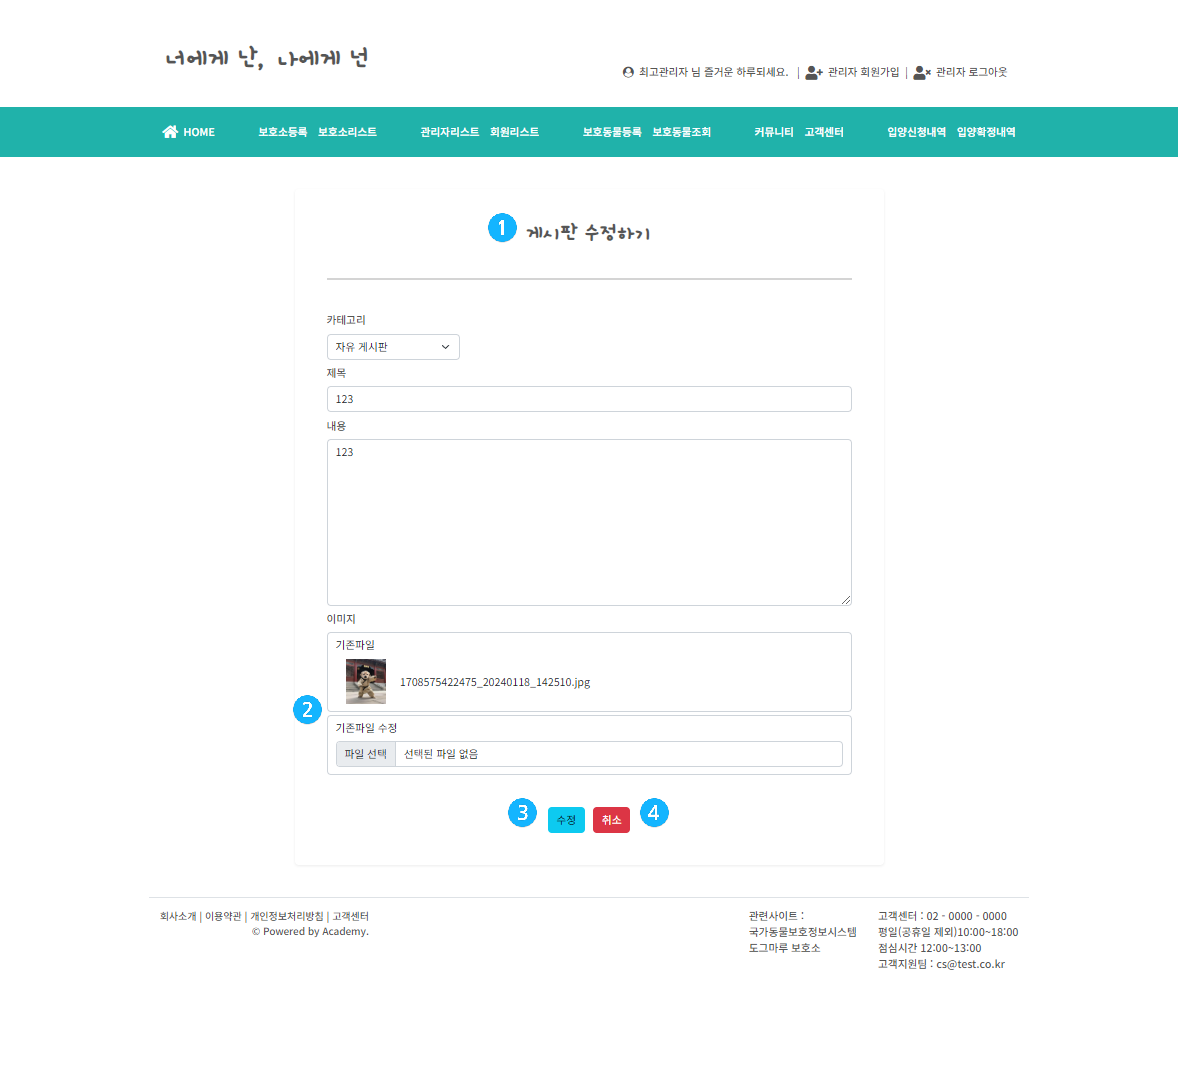 너에게 난, 나에게 넌
최고관리자 님 즐거운 하루되세요. | 관리자 회원가입 | 관리자 로그아웃
HOME 보호소등록 보호소리스트 관리자리스트 회원리스트 보호동물등록 보호동물조회 커뮤니티 고객센터 입양신청내역 입양확정내역
1 게시판 수정하기
카테고리
자유 게시판
제목
123
내용
123
이미지
기존파일
1708575422475_20240118_142510.jpg
2
기존파일 수정
파일 선택 선택된 파일 없음
3 수정 취소 4
회사소개 | 이용약관 | 개인정보처리방침 | 고객센터
© Powered by Academy.
관련사이트 :
국가동물보호정보시스템
도그마루 보호소
고객센터 : 02 - 0000 - 0000
평일(공휴일 제외)10:00~18:00
점심시간 12:00~13:00
고객지원팀 : cs@test.co.kr